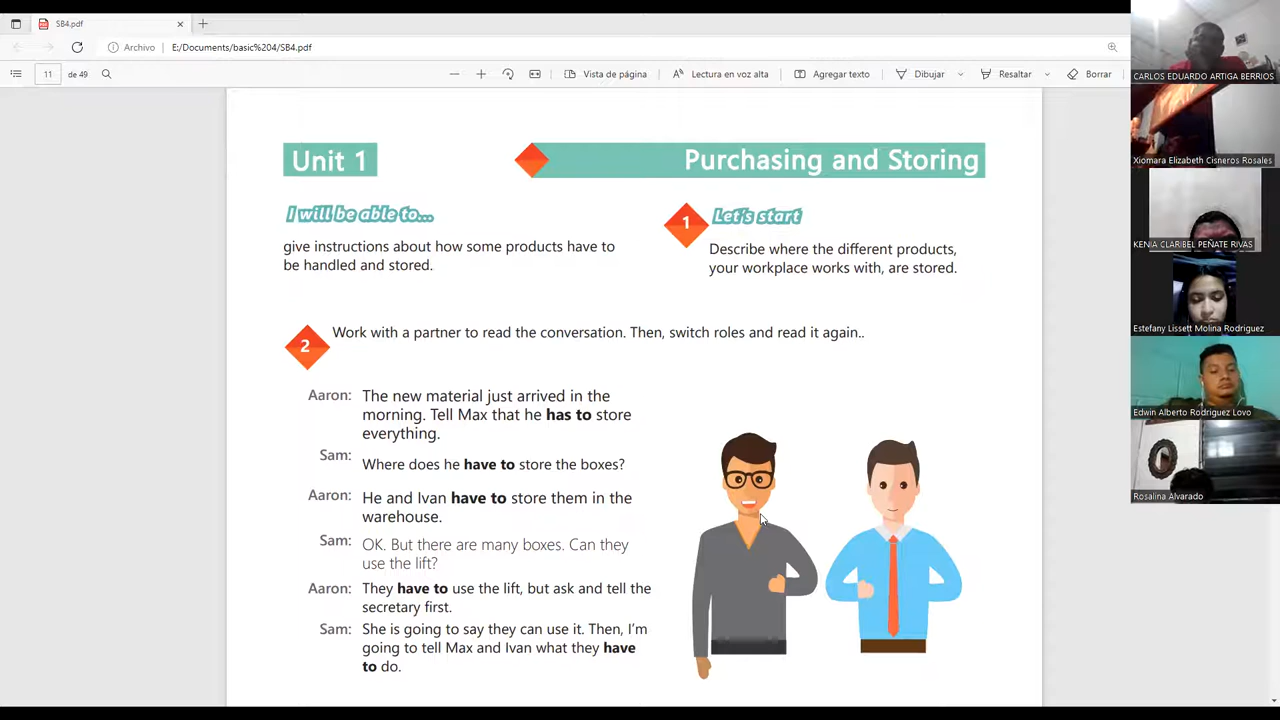 SB4.pdf
Archivo
E:/Documents/basic%204/SB4.pdf
11
de 49
Vista de página
Lectura en voz alta
Agregar texto
Dibujar
Resaltar
Borrar
Unit 1
Purchasing and Storing
I will be able to...
give instructions about how some products have to
be handled and stored.
1
Let's start
Describe where the different products,
your workplace works with, are stored.
2
Work with a partner to read the conversation. Then, switch roles and read it again..
Aaron: The new material just arrived in the
morning. Tell Max that he has to store
everything.
Sam: Where does he have to store the boxes?
Aaron: He and Ivan have to store them in the
warehouse.
Sam: OK. But there are many boxes. Can they
use the lift?
Aaron: They have to use the lift, but ask and tell the
secretary first.
Sam: She is going to say they can use it. Then, I'm
going to tell Max and Ivan what they have
to do.
CARLOS EDUARDO ARTIGA BERRIOS
Xiomara Elizabeth Cisneros Rosales
KENIA CLARIBEL PEÑATE RIVAS
Estefany Lissett Molina Rodriguez
Edwin Alberto Rodriguez Lovo
Rosalina Alvarado